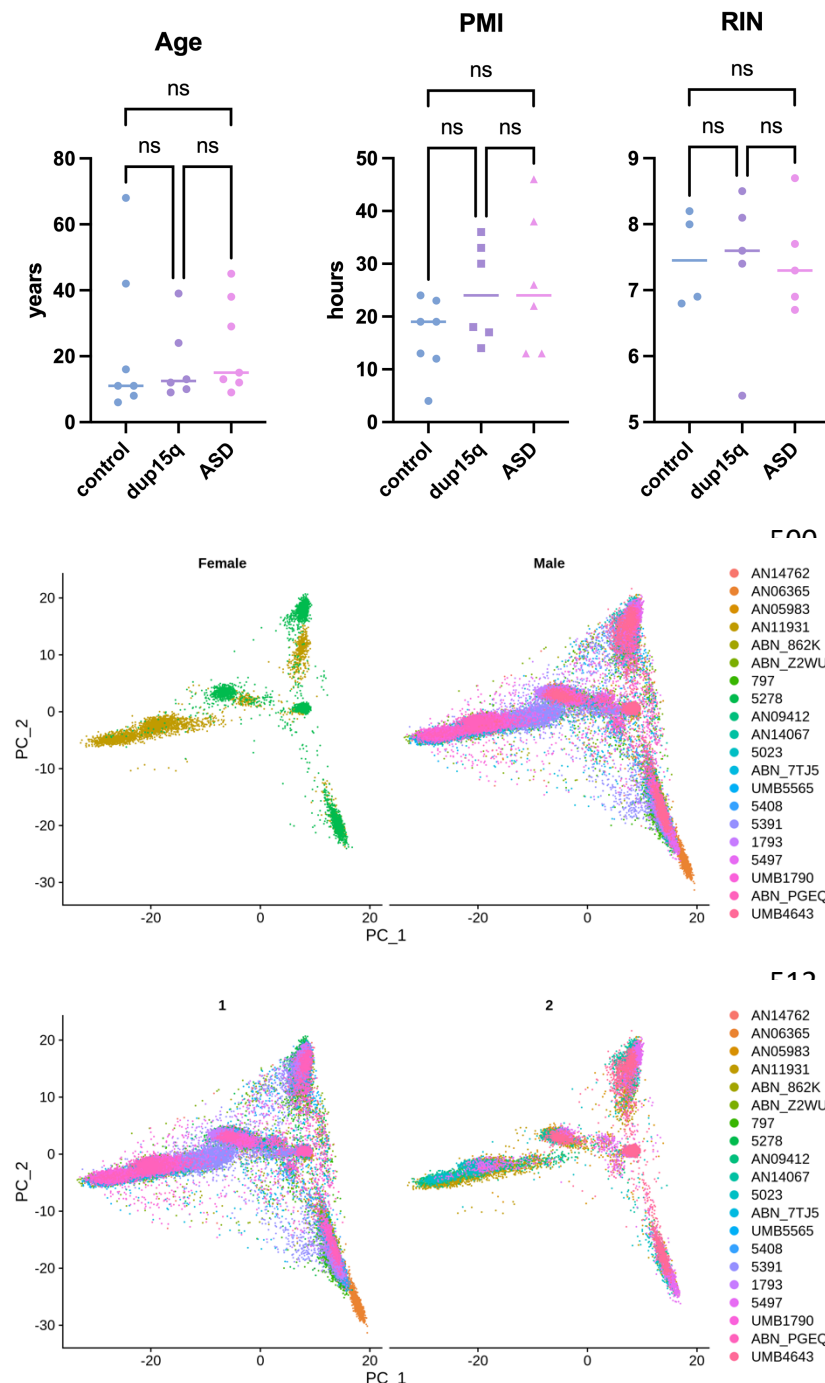 Age
ns
ns
ns
80
60
40
20
0
years
control
dup15q
ASD
PMI
ns
ns
ns
50
40
30
20
10
0
hours
control
dup15q
ASD
RIN
ns
ns
ns
9
8
7
6
5
control
dup15q
ASD
Female
Male
20
10
0
-10
-20
-30
PC_2
-20
0
20
-20
0
20
PC_1
AN14762
AN06365
AN05983
AN11931
ABN_862K
ABN_Z2WU
797
5278
AN09412
AN14067
5023
ABN_7TJ5
UMB5565
5408
5391
1793
5497
UMB1790
ABN_PGEQ
UMB4643
1
2
20
10
0
-10
-20
-30
PC_2
-20
0
20
-20
0
20
PC_1
AN14762
AN06365
AN05983
AN11931
ABN_862K
ABN_Z2WU
797
5278
AN09412
AN14067
5023
ABN_7TJ5
UMB5565
5408
5391
1793
5497
UMB1790
ABN_PGEQ
UMB4643